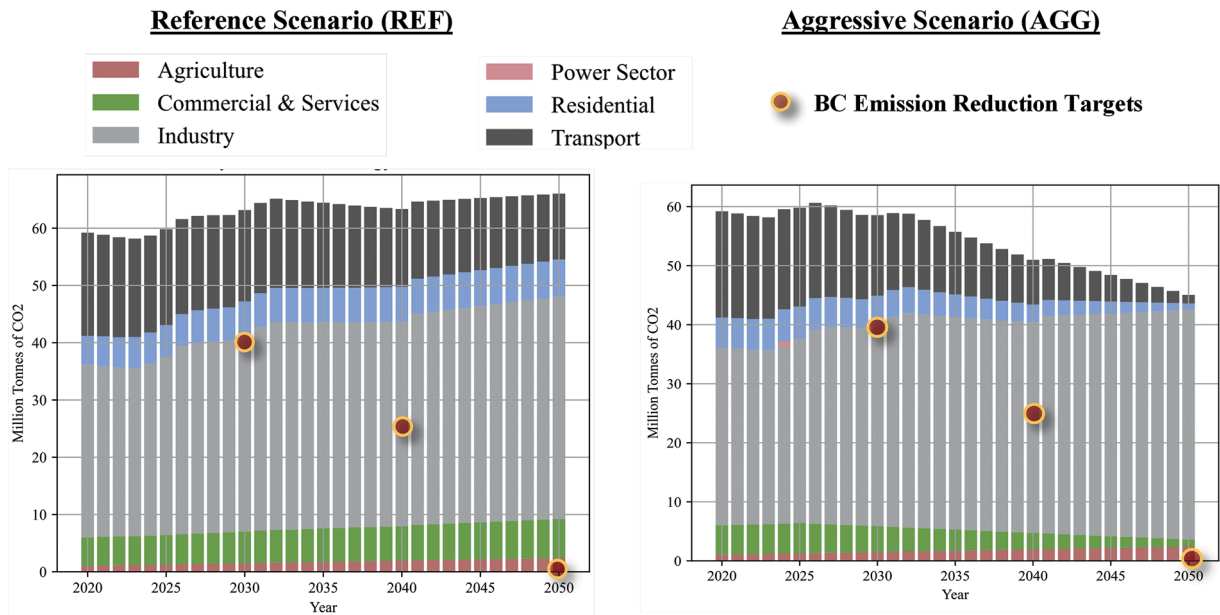 Reference Scenario (REF)
Aggressive Scenario (AGG)
Agriculture
Commercial & Services
Industry
Power Sector
Residential
Transport
BC Emission Reduction Targets
Million Tonnes of CO2
60
50
40
30
20
10
0
2020
2025
2030
2035
2040
2045
2050
Year
Million Tonnes of CO2
60
50
40
30
20
10
0
2020
2025
2030
2035
2040
2045
2050
Year